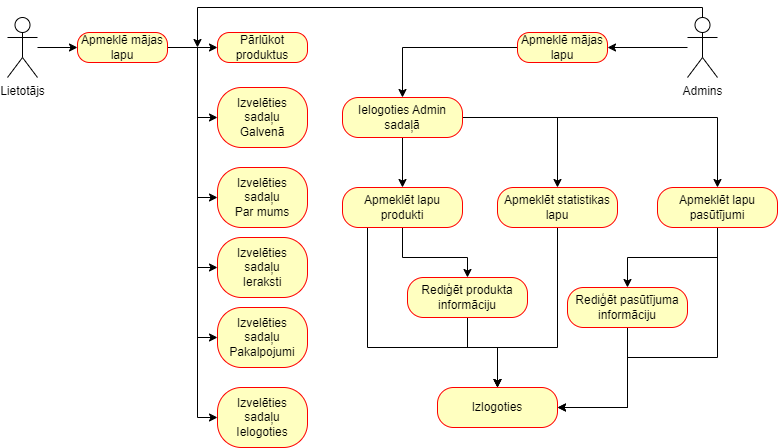 Lietotājs
Apmeklē mājas
lapu
Pārlūkot
produktus
Izvelēties
sadaļu
Galvenā
Izvelēties
sadaļu
Par mums
Izvelēties
sadaļu
Ieraksti
Izvelēties
sadaļu
Pakalpojumi
Izvelēties
sadaļu
Ielogoties
Apmeklē mājas
lapu
Admins
Ielogoties Admin
sadaļā
Apmeklēt lapu
produkti
Apmeklēt statistikas
lapu
Apmeklēt lapu
pasūtījumi
Rediģēt produkta
informāciju
Rediģēt pasūtījuma
informāciju
Izlogoties